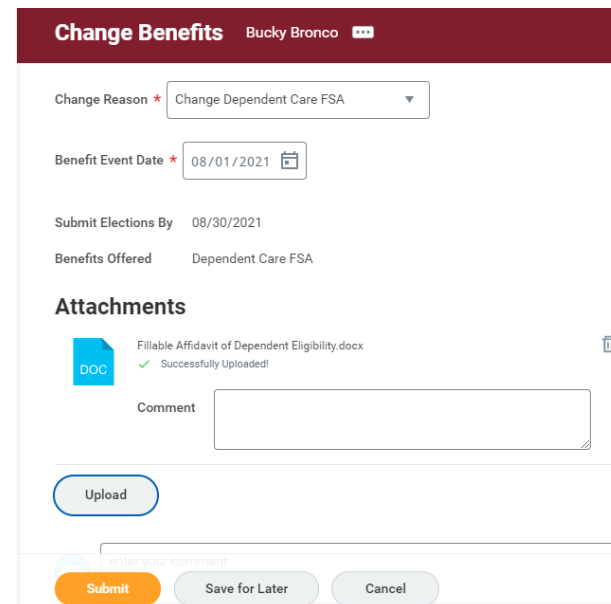 Change Benefits Bucky Bronco
Change Reason * Change Dependent Care FSA
Benefit Event Date * 08/01/2021
Submit Elections By 08/30/2021
Benefits Offered Dependent Care FSA
Attachments
Fillable Affidavit of Dependent Eligibility.docx
DOC Successfully Uploaded!
Comment
Upload
enter your comment
Submit Save for Later Cancel